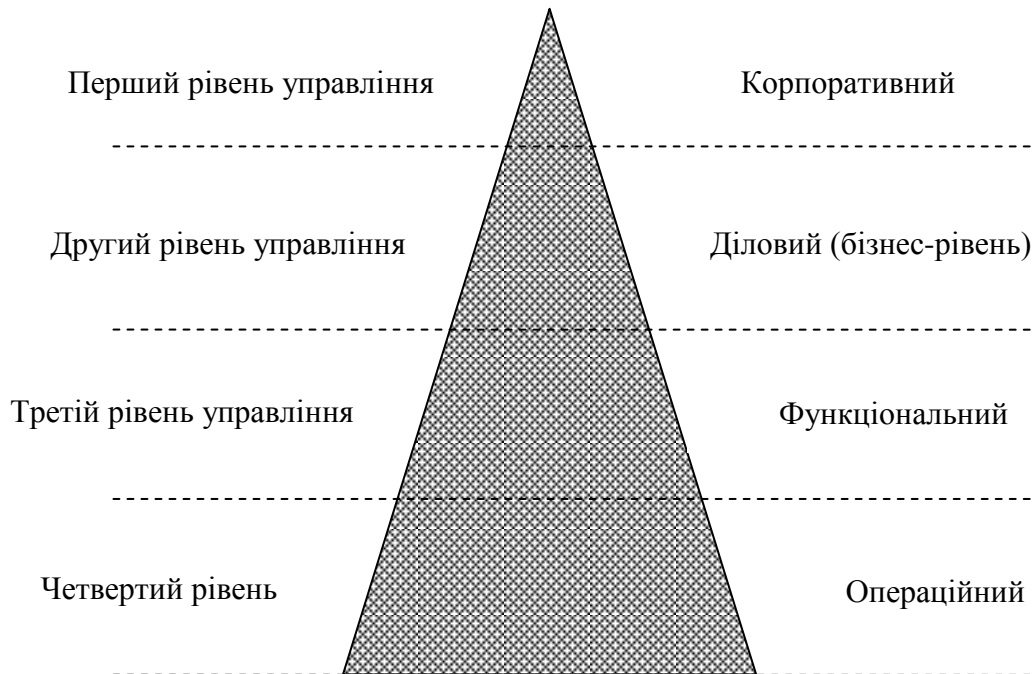 Перший рівень управління
Корпоративний
Другий рівень управління
Діловий (бізнес-рівень)
Третій рівень управління
Функціональний
Четвертий рівень
Операційний